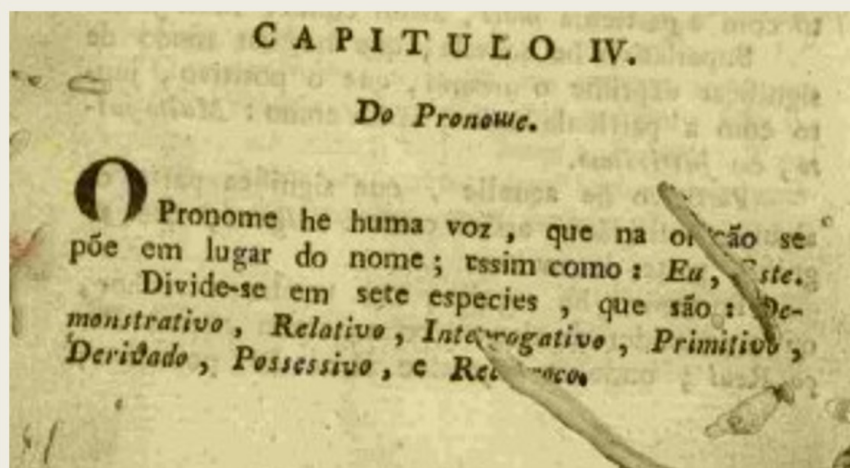 CAPITULO IV.
Do Pronome.
O Pronome he huma voz, que na se
põe em lugar do nome; assim como: Eu, Este.
Divide-se em sete especies, que são: De-
monstrativo, Relativo, Interrogativo, Primitivo,
Derivado, Possessivo, e